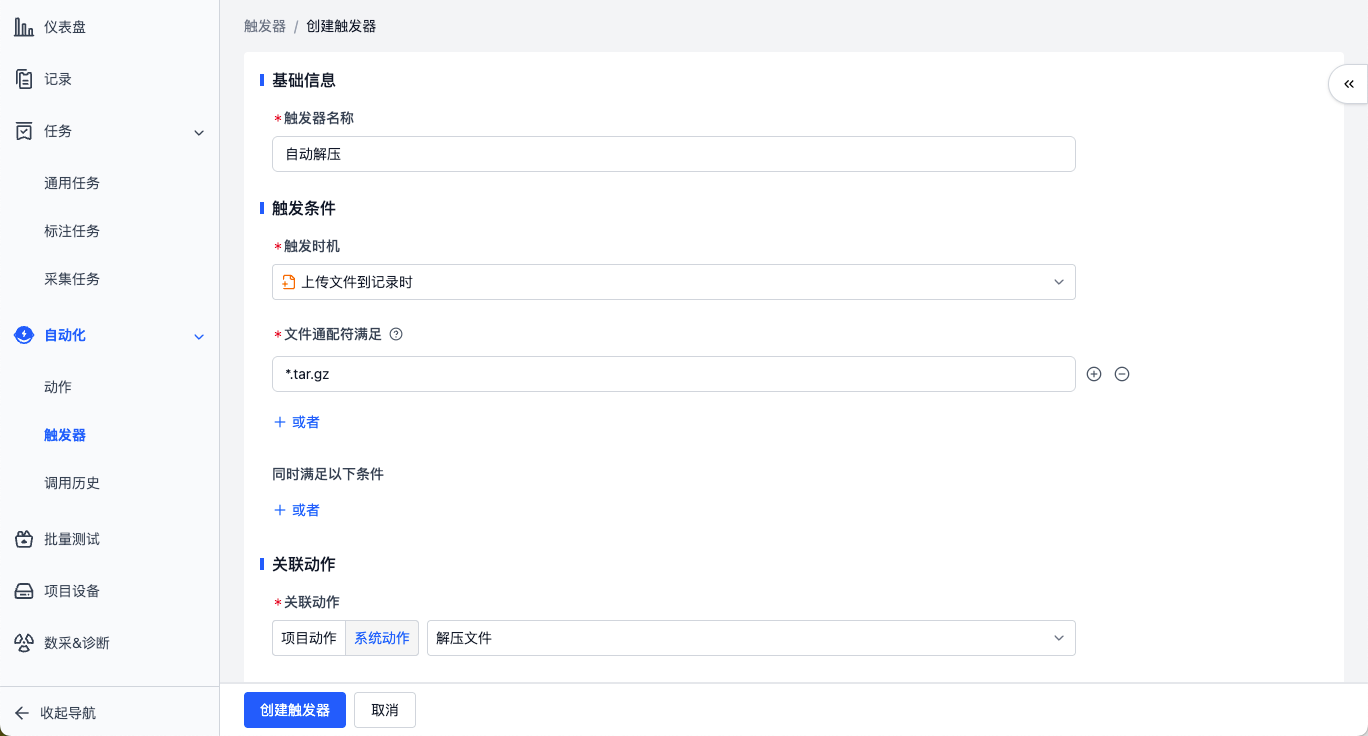 仪表盘
记录
任务
通用任务
标注任务
采集任务
自动化
动作
触发器
调用历史
批量测试
项目设备
数采&诊断
收起导航
触发器 / 创建触发器
基础信息
*触发器名称
自动解压
触发条件
*触发时机
上传文件到记录时
*文件通配符满足
*.tar.gz
+ 或者
同时满足以下条件
+ 或者
关联动作
*关联动作
项目动作 系统动作 解压文件
创建触发器 取消